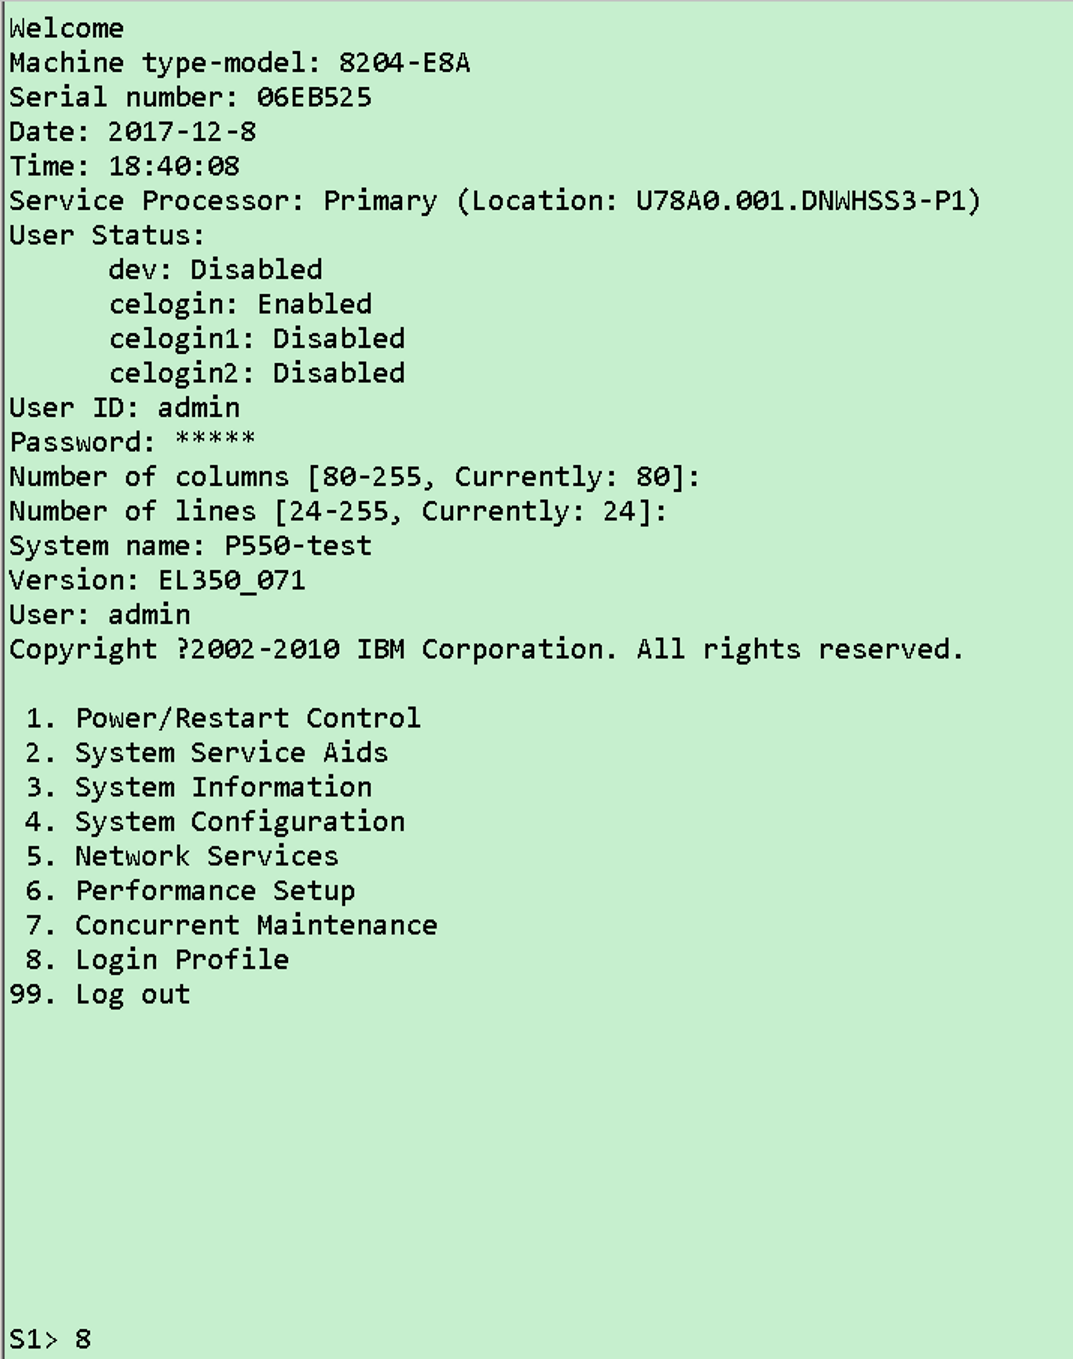 Welcome
Machine type-model: 8204-E8A
Serial number: 06EB525
Date: 2017-12-8
Time: 18:40:08
Service Processor: Primary (Location: U78A0.001.DNWHSS3-P1)
User Status:
      dev: Disabled
      celogin: Enabled
      celogin1: Disabled
      celogin2: Disabled
User ID: admin
Password: *****
Number of columns [80-255, Currently: 80]:
Number of lines [24-255, Currently: 24]:
System name: P550-test
Version: EL350_071
User: admin
Copyright ?2002-2010 IBM Corporation. All rights reserved.
 1. Power/Restart Control
 2. System Service Aids
 3. System Information
 4. System Configuration
 5. Network Services
 6. Performance Setup
 7. Concurrent Maintenance
 8. Login Profile
99. Log out
S1> 8